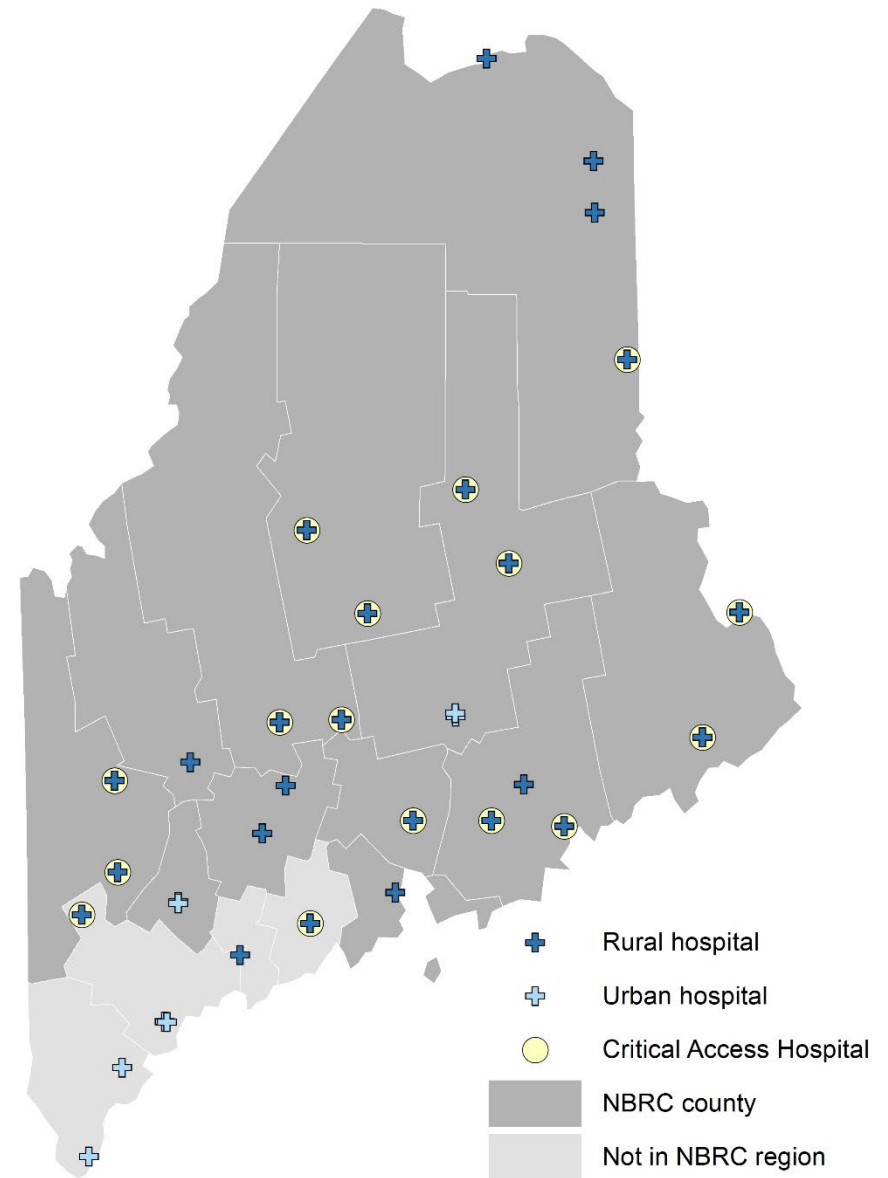 Rural hospital
Urban hospital
Critical Access Hospital
NBRC county
Not in NBRC region